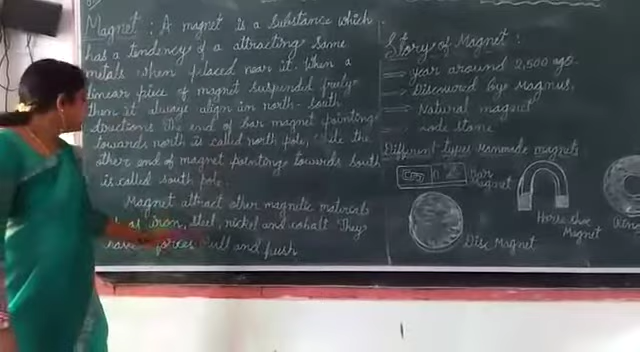 Magnet : A magnet is a substance which
has a tendency of a attracting some
metals when placed near it. When a
linear piece of magnet suspended freely
then it always align in north-south
directions The end of bar magnet pointing
towards north is called north pole, while the
other end of magnet pointing towards south
is called south pole.
Magnet attract other magnetic materials
as iron, steel, nickel and cobalt. They
have forces Pull and push
Story of Magnet :
year around 2,500 ago.
Discovered by Magnus.
Natural magnet
lode stone
Different types Manmade magnets
Bar
Magnet
Disc Magnet
Horse shoe
Magnet